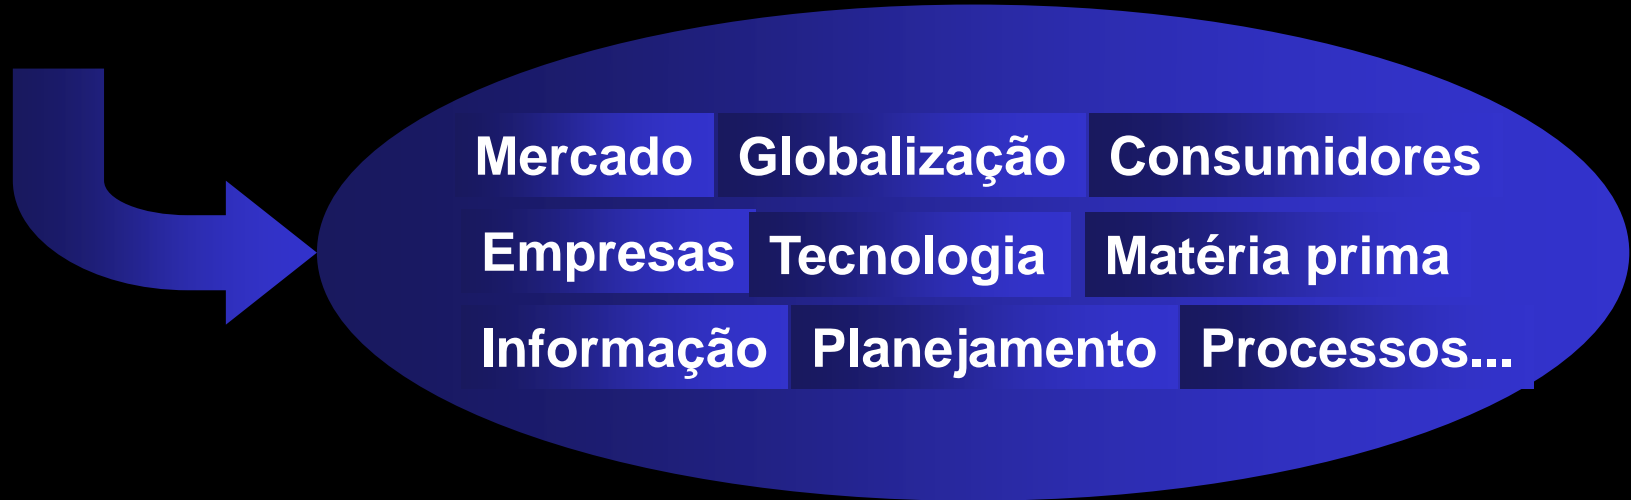 Mercado Globalização Consumidores
Empresas Tecnologia Matéria prima
Informação Planejamento Processos...